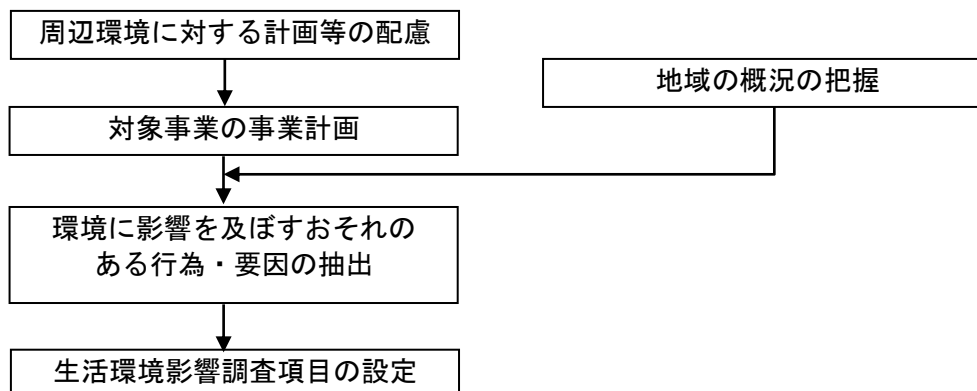 周辺環境に対する計画等の配慮
地域の概況の把握
対象事業の事業計画
環境に影響を及ぼすおそれの
ある行為・要因の抽出
生活環境影響調査項目の設定